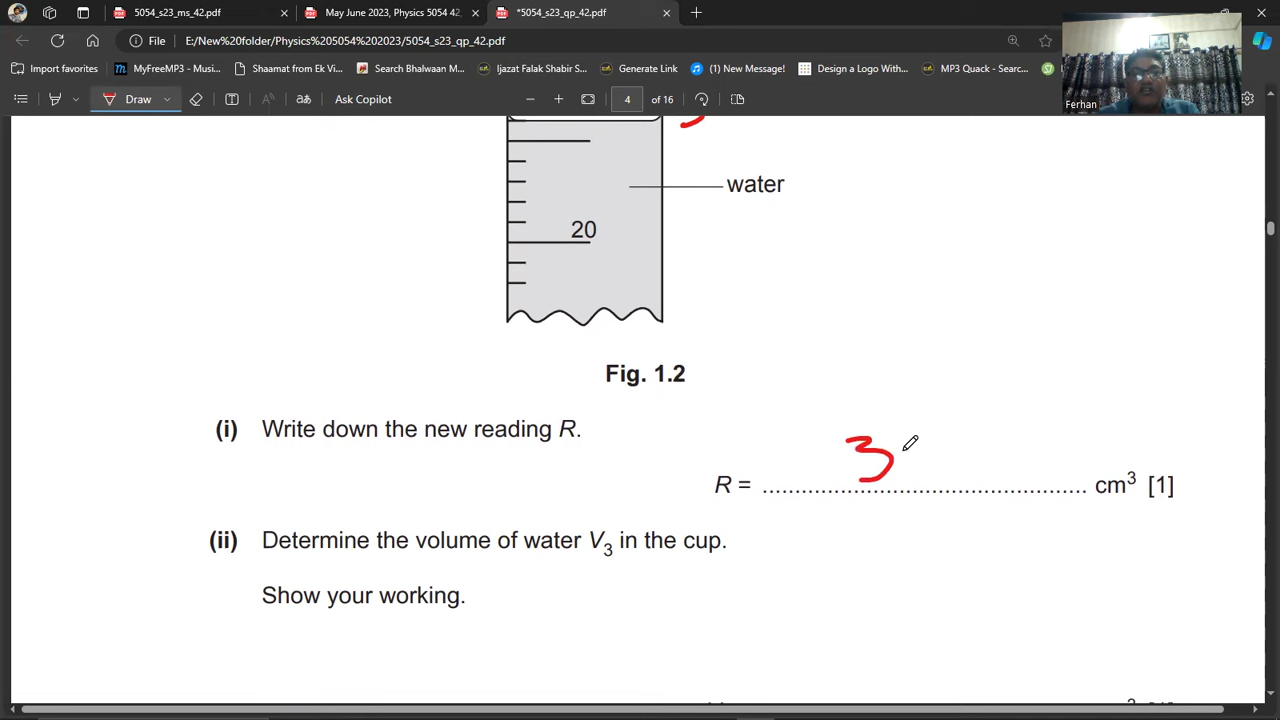 5054_s23_ms_42.pdf
May June 2023, Physics 5054 42,
*5054_s23_qp_42.pdf
File
E:/New%20folder/Physics%205054%202023/5054_s23_qp_42.pdf
Import favorites
MyFreeMP3 - Musi...
Shaamat from Ek Vi...
Search Bhalwaan M...
Ijazat Falak Shabir S...
Generate Link
(1) New Message!
Design a Logo With...
MP3 Quack - Searc...
Draw
Ask Copilot
4 of 16
Ferhan
water
20
Fig. 1.2
(i) Write down the new reading R.
3
R = ................................................. cm³ [1]
(ii) Determine the volume of water V₃ in the cup.
Show your working.